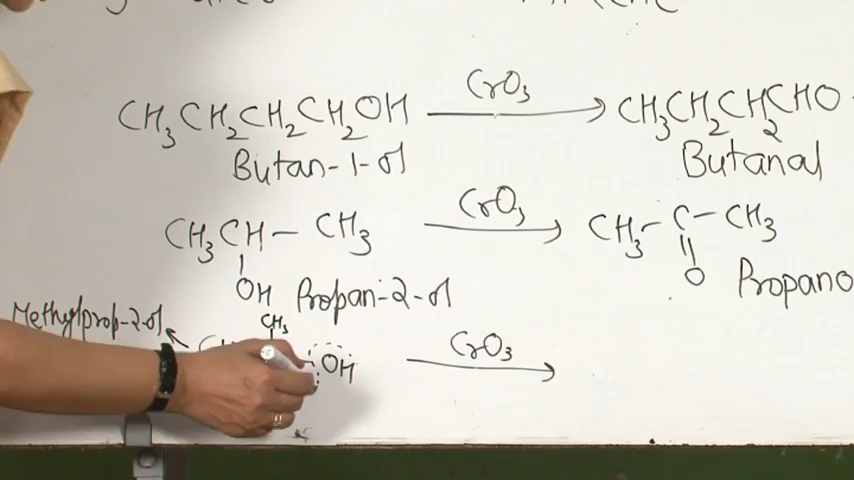 CH3CH2CH2CH2OH CrO3 CH3CH2CH2CHO
Butan-1-ol Butanal
CH3CH-CH3 CrO3 CH3-C-CH3
OH Propan-2-ol O Propano
Methylprop-2-ol CH3
OH CrO3